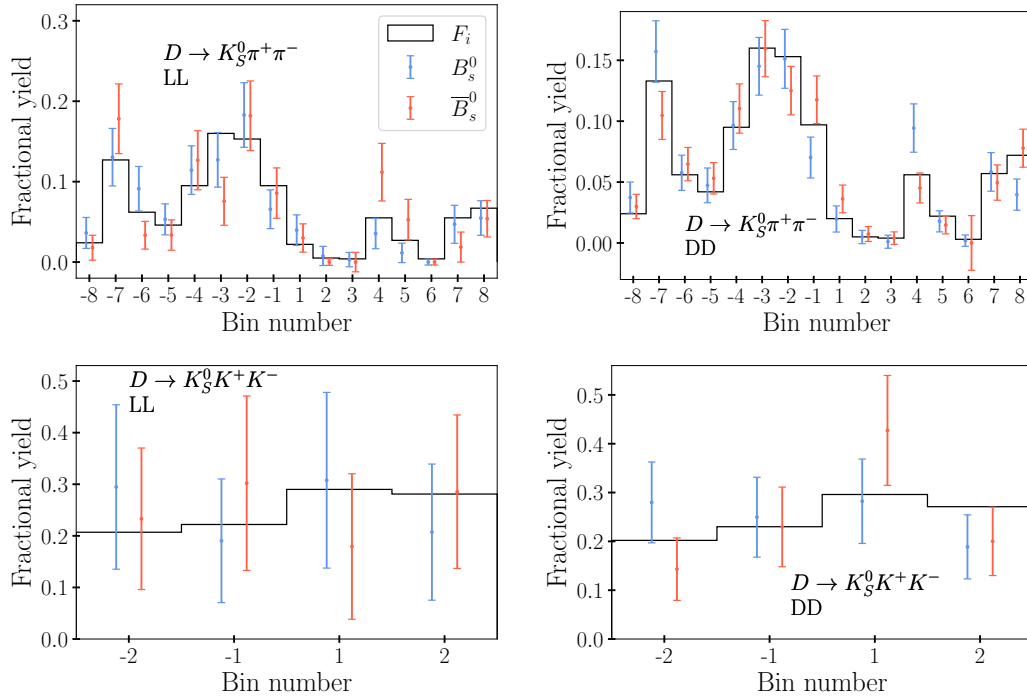 Fractional yield
0.3
0.2
0.1
0.0
D → K_S^0 π^+ π^-
LL
F_i
B_s^0
\overline{B}_s^0
-8 -7 -6 -5 -4 -3 -2 -1 1 2 3 4 5 6 7 8
Bin number
Fractional yield
0.15
0.10
0.05
0.00
D → K_S^0 π^+ π^-
DD
-8 -7 -6 -5 -4 -3 -2 -1 1 2 3 4 5 6 7 8
Bin number
Fractional yield
0.5
0.4
0.3
0.2
0.1
0.0
D → K_S^0 K^+ K^-
LL
-2 -1 1 2
Bin number
Fractional yield
0.5
0.4
0.3
0.2
0.1
0.0
D → K_S^0 K^+ K^-
DD
-2 -1 1 2
Bin number